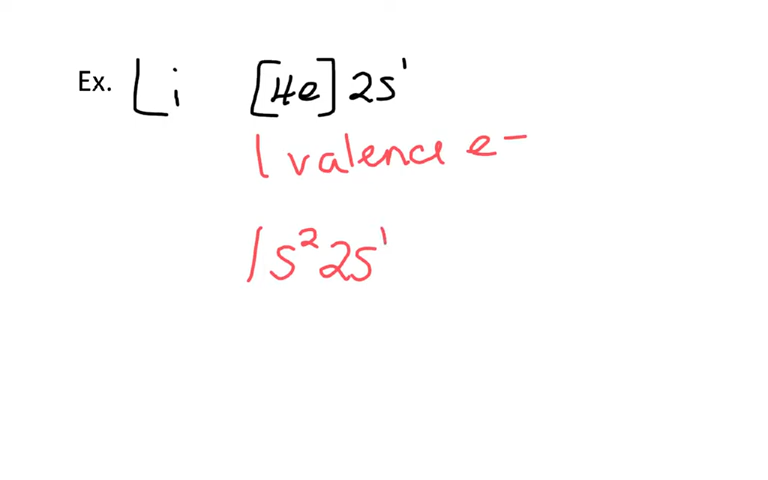 Ex. Li [He] 2s¹
1 valence e⁻
1s² 2s¹